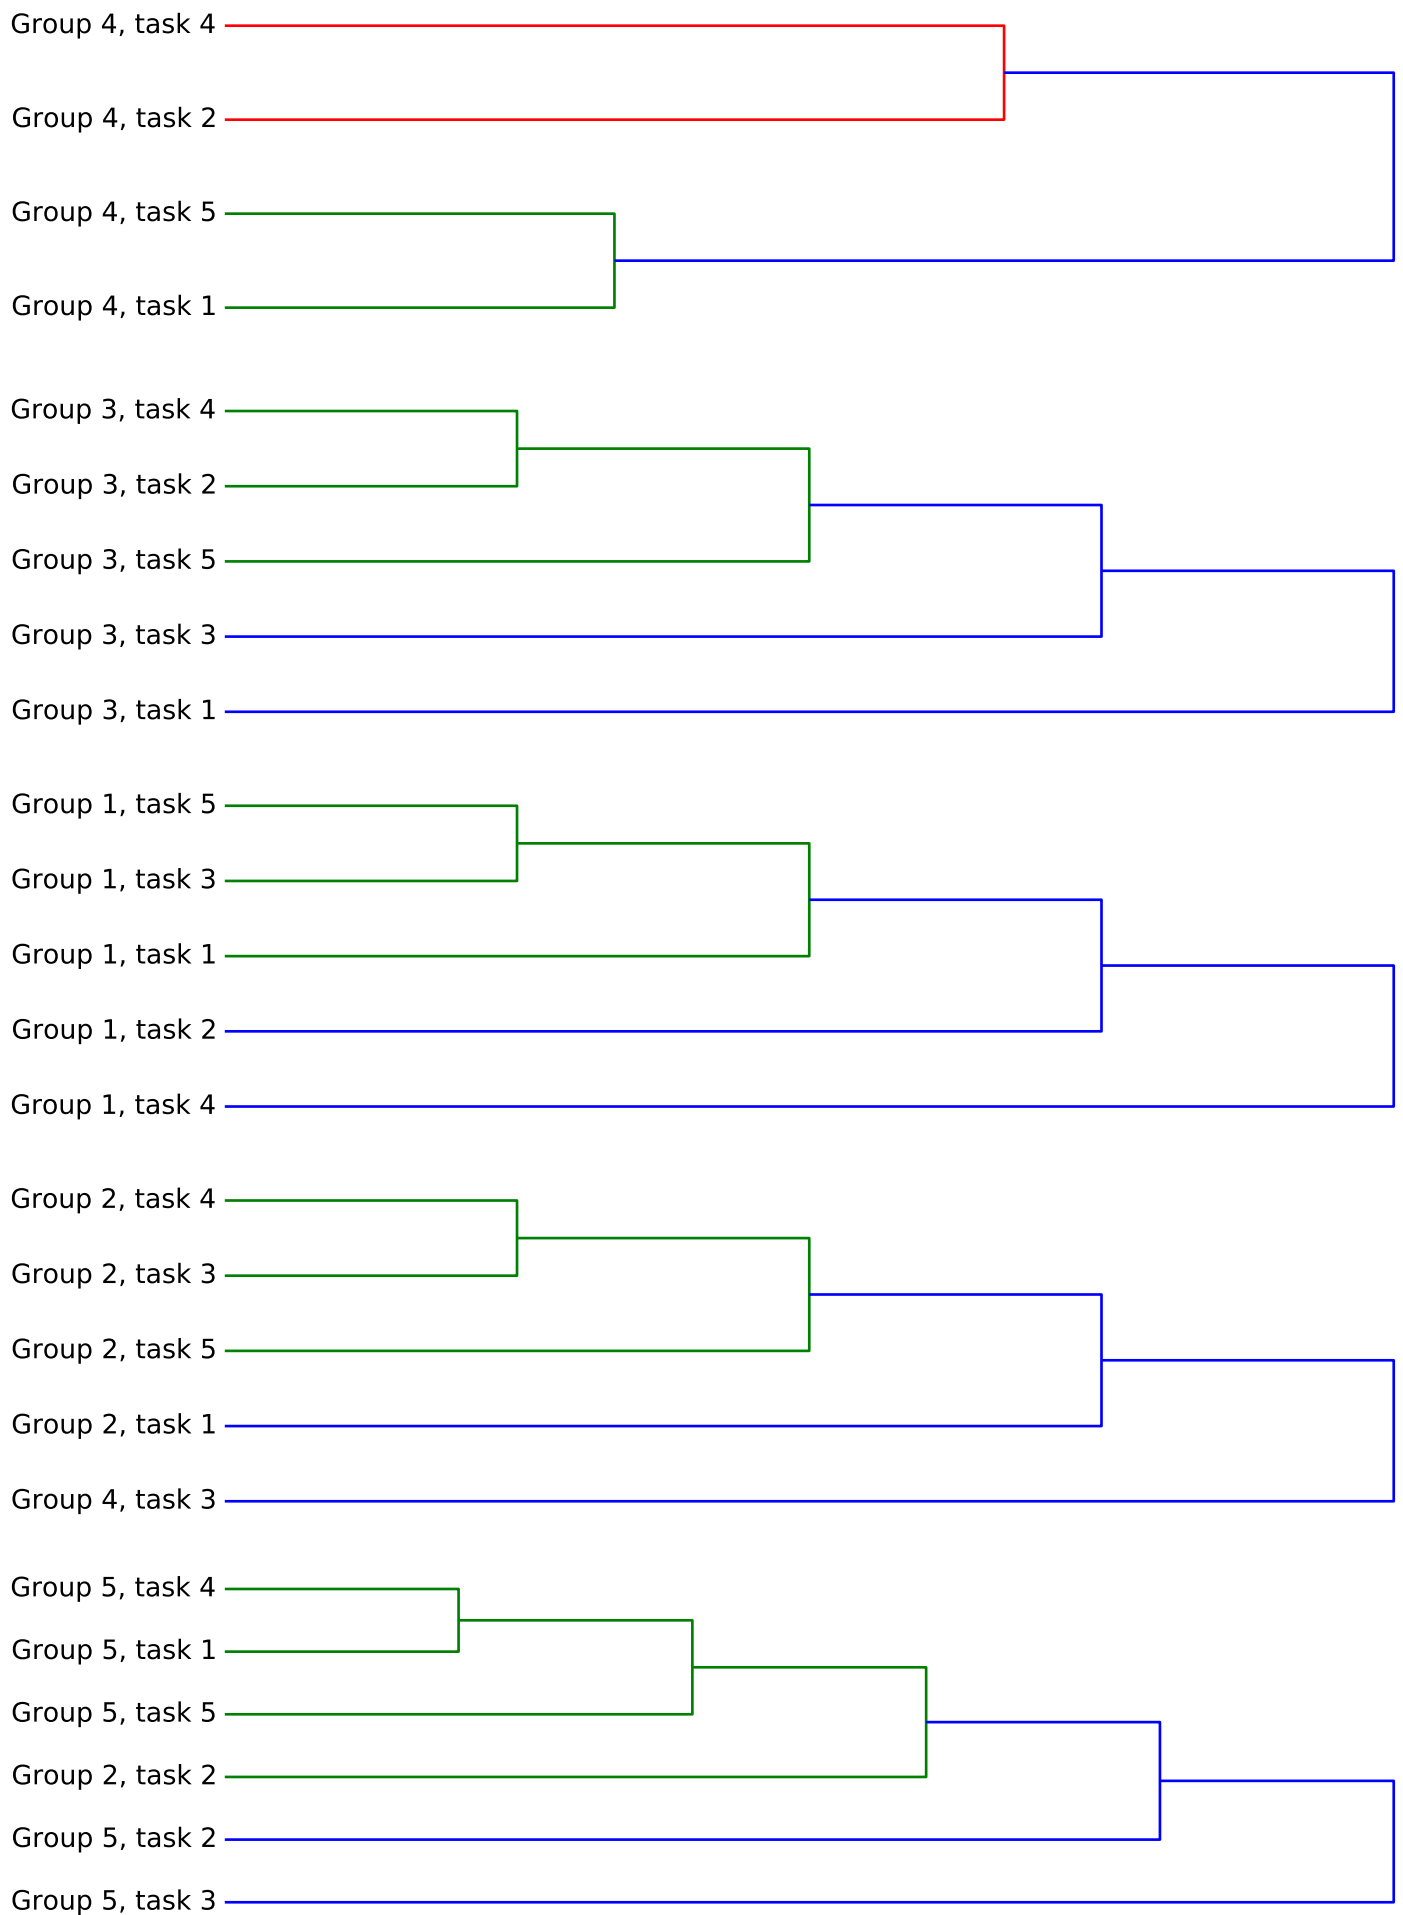 Group 4, task 4
Group 4, task 2
Group 4, task 5
Group 4, task 1
Group 3, task 4
Group 3, task 2
Group 3, task 5
Group 3, task 3
Group 3, task 1
Group 1, task 5
Group 1, task 3
Group 1, task 1
Group 1, task 2
Group 1, task 4
Group 2, task 4
Group 2, task 3
Group 2, task 5
Group 2, task 1
Group 4, task 3
Group 5, task 4
Group 5, task 1
Group 5, task 5
Group 2, task 2
Group 5, task 2
Group 5, task 3